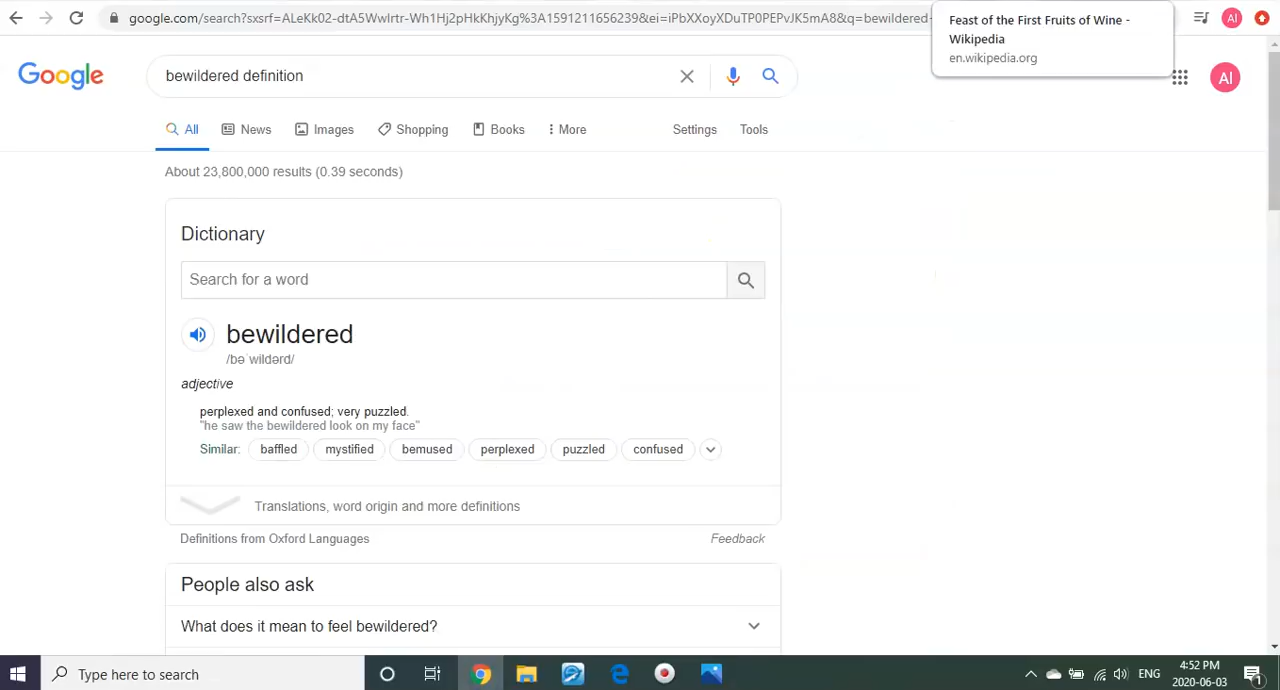 google.com/search?sxsrf=ALeKk02-dtA5WwIrtr-Wh1Hj2pHkKhjyKg%3A1591211656239&ei=iPbXXoyXDuTP0PEPvJK5mA8&q=bewildered-
Feast of the First Fruits of Wine -
Wikipedia
en.wikipedia.org
AI
Google
bewildered definition
AI
All
News
Images
Shopping
Books
More
Settings
Tools
About 23,800,000 results (0.39 seconds)
Dictionary
Search for a word
bewildered
/bəˈwildərd/
adjective
perplexed and confused; very puzzled.
"he saw the bewildered look on my face"
Similar: baffled mystified bemused perplexed puzzled confused
Translations, word origin and more definitions
Definitions from Oxford Languages
Feedback
People also ask
What does it mean to feel bewildered?
Type here to search
ENG
4:52 PM
2020-06-03
1